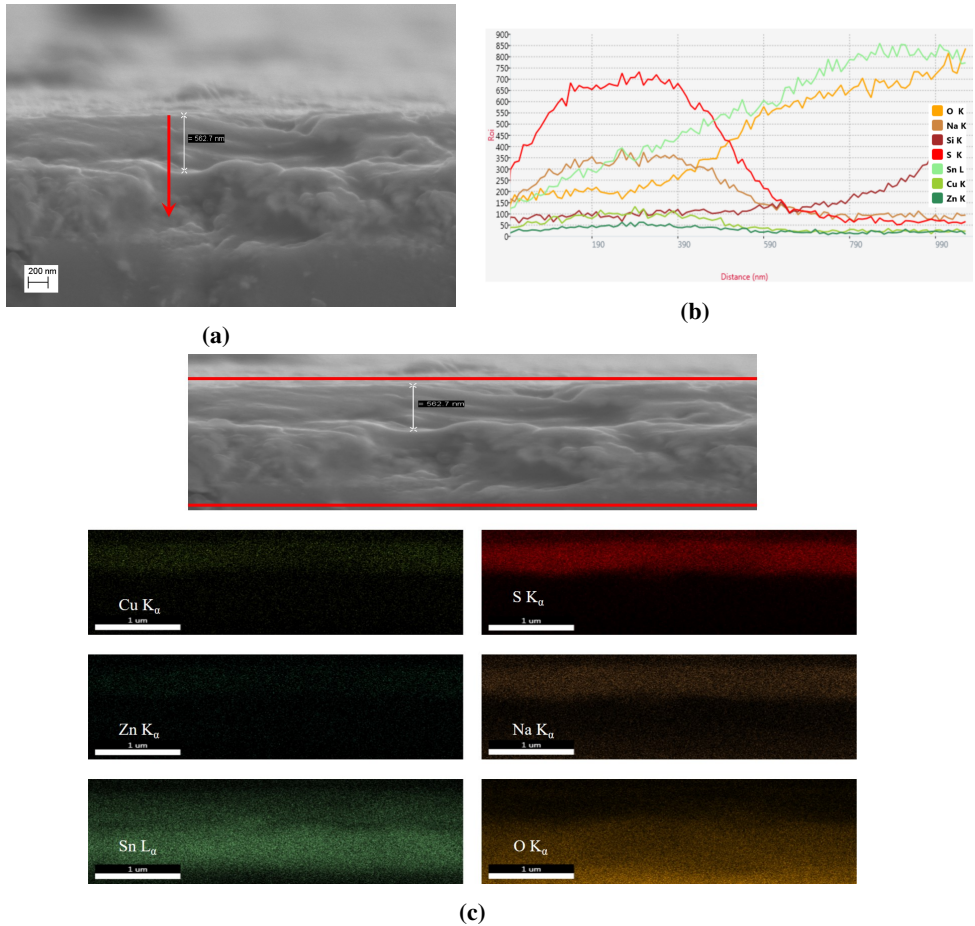 = 562.7 nm
200 nm
(a)
900
850
800
750
700
650
600
550
500
450
400
350
300
250
200
150
100
50
0
Rοι
190
390
590
790
990
Distance (nm)
O K
Na K
Si K
S K
Sn L
Cu K
Zn K
(b)
= 562.7 nm
Cu Kα
1 um
S Kα
1 um
Zn Kα
1 um
Na Kα
1 um
Sn Lα
1 um
O Kα
1 um
(c)